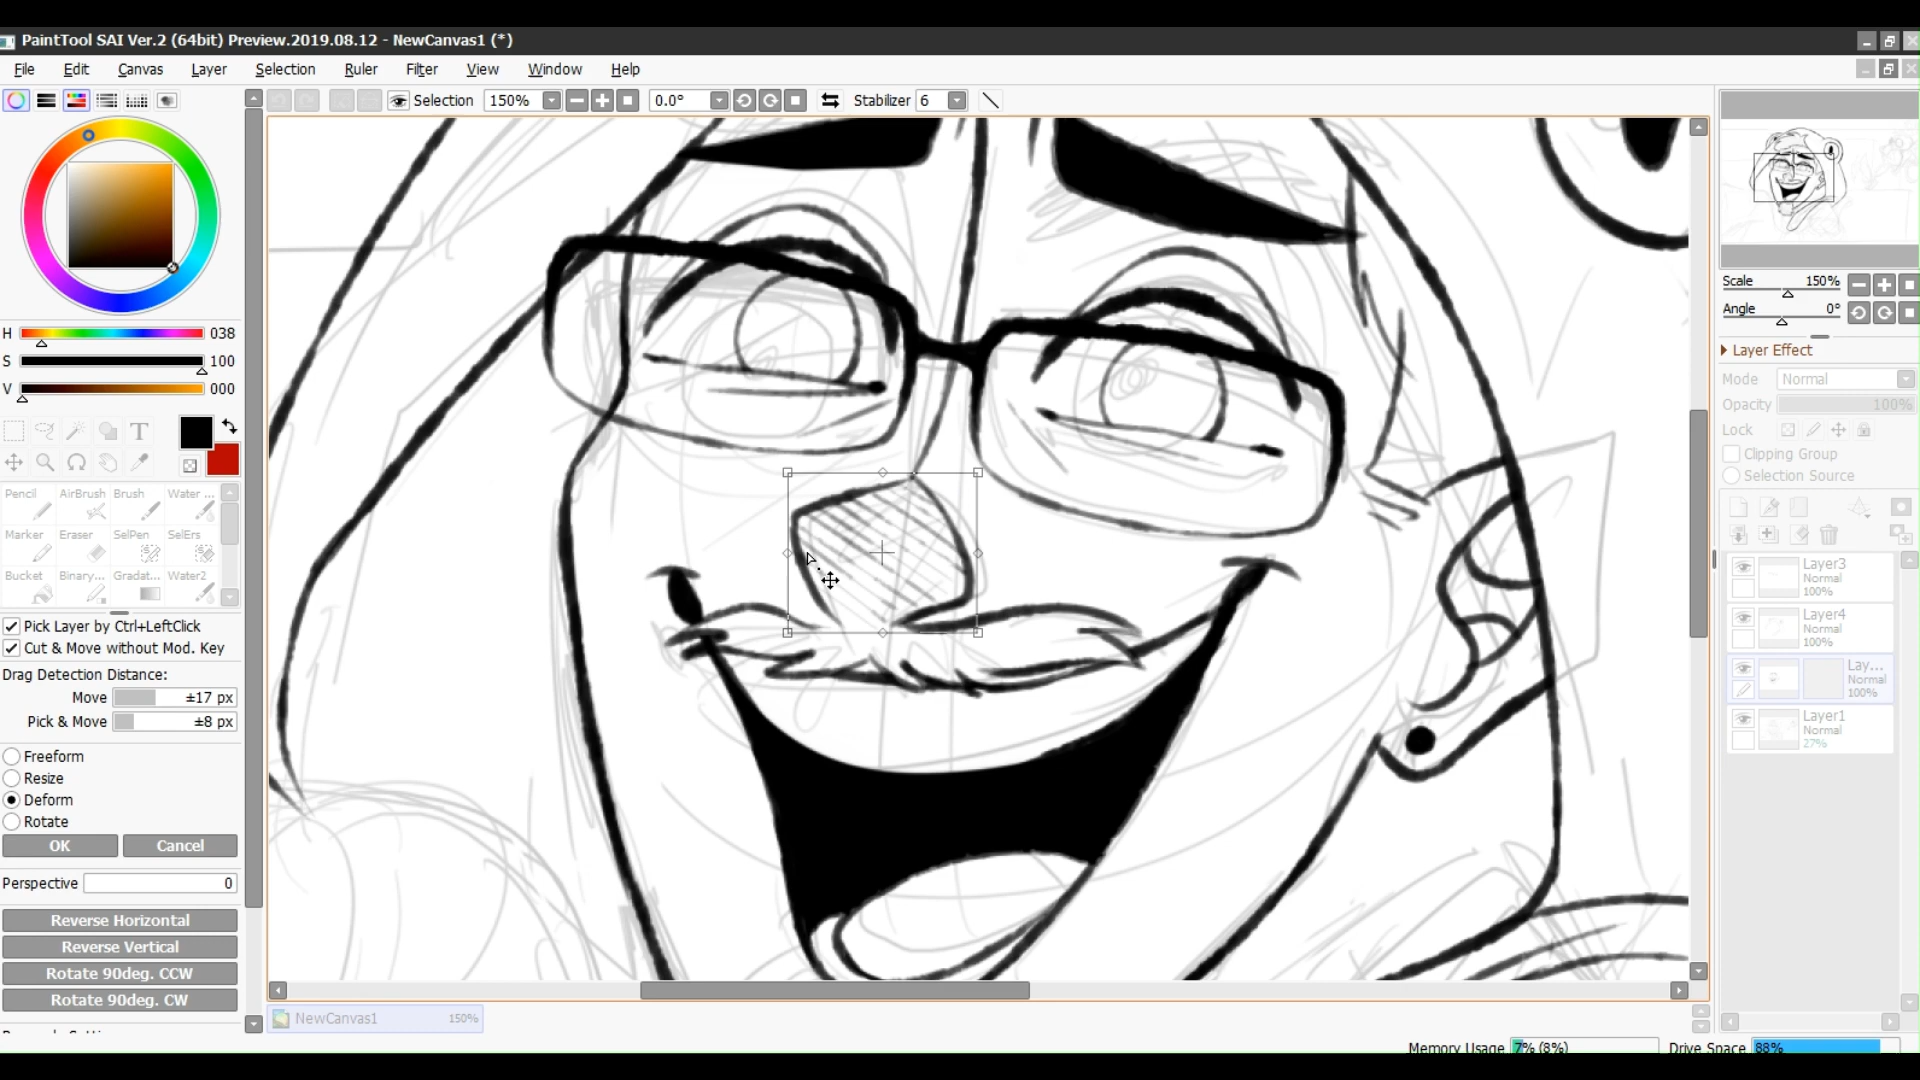 PaintTool SAI Ver.2 (64bit) Preview.2019.08.12 - NewCanvas1 (*)
File Edit Canvas Layer Selection Ruler Filter View Window Help
Selection 150% 0.0° Stabilizer 6
H 038
S 100
V 000
T
Pencil AirBrush Brush Water ...
Marker Eraser SelPen SelErs
Bucket Binary... Gradat... Water2
Pick Layer by Ctrl+LeftClick
Cut & Move without Mod. Key
Drag Detection Distance:
Move ±17 px
Pick & Move ±8 px
Freeform
Resize
Deform
Rotate
OK Cancel
Perspective 0
Reverse Horizontal
Reverse Vertical
Rotate 90deg. CCW
Rotate 90deg. CW
NewCanvas1 150%
Scale 150%
Angle 0°
Layer Effect
Mode Normal
Opacity 100%
Lock
Clipping Group
Selection Source
Layer3
Normal
100%
Layer4
Normal
100%
Lay...
Normal
100%
Layer1
Normal
27%
Memory Usage 7% (8%) Drive Space 88%